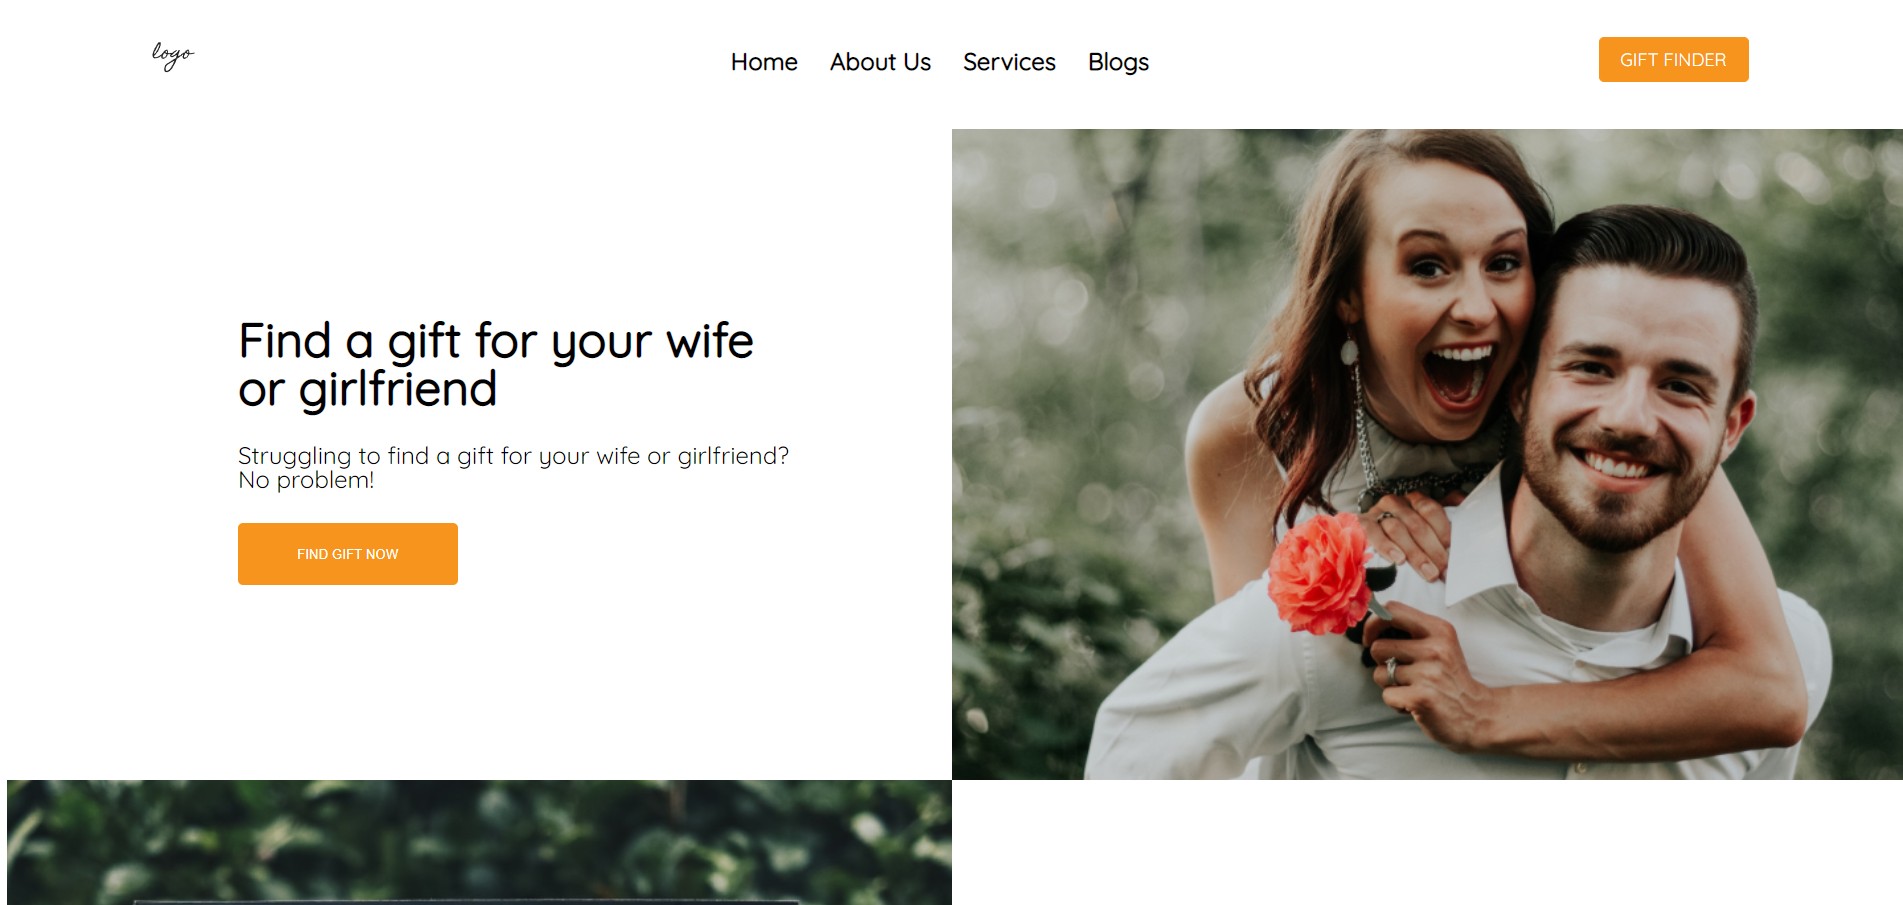 logo
Home About Us Services Blogs
GIFT FINDER
Find a gift for your wife
or girlfriend
Struggling to find a gift for your wife or girlfriend?
No problem!
FIND GIFT NOW